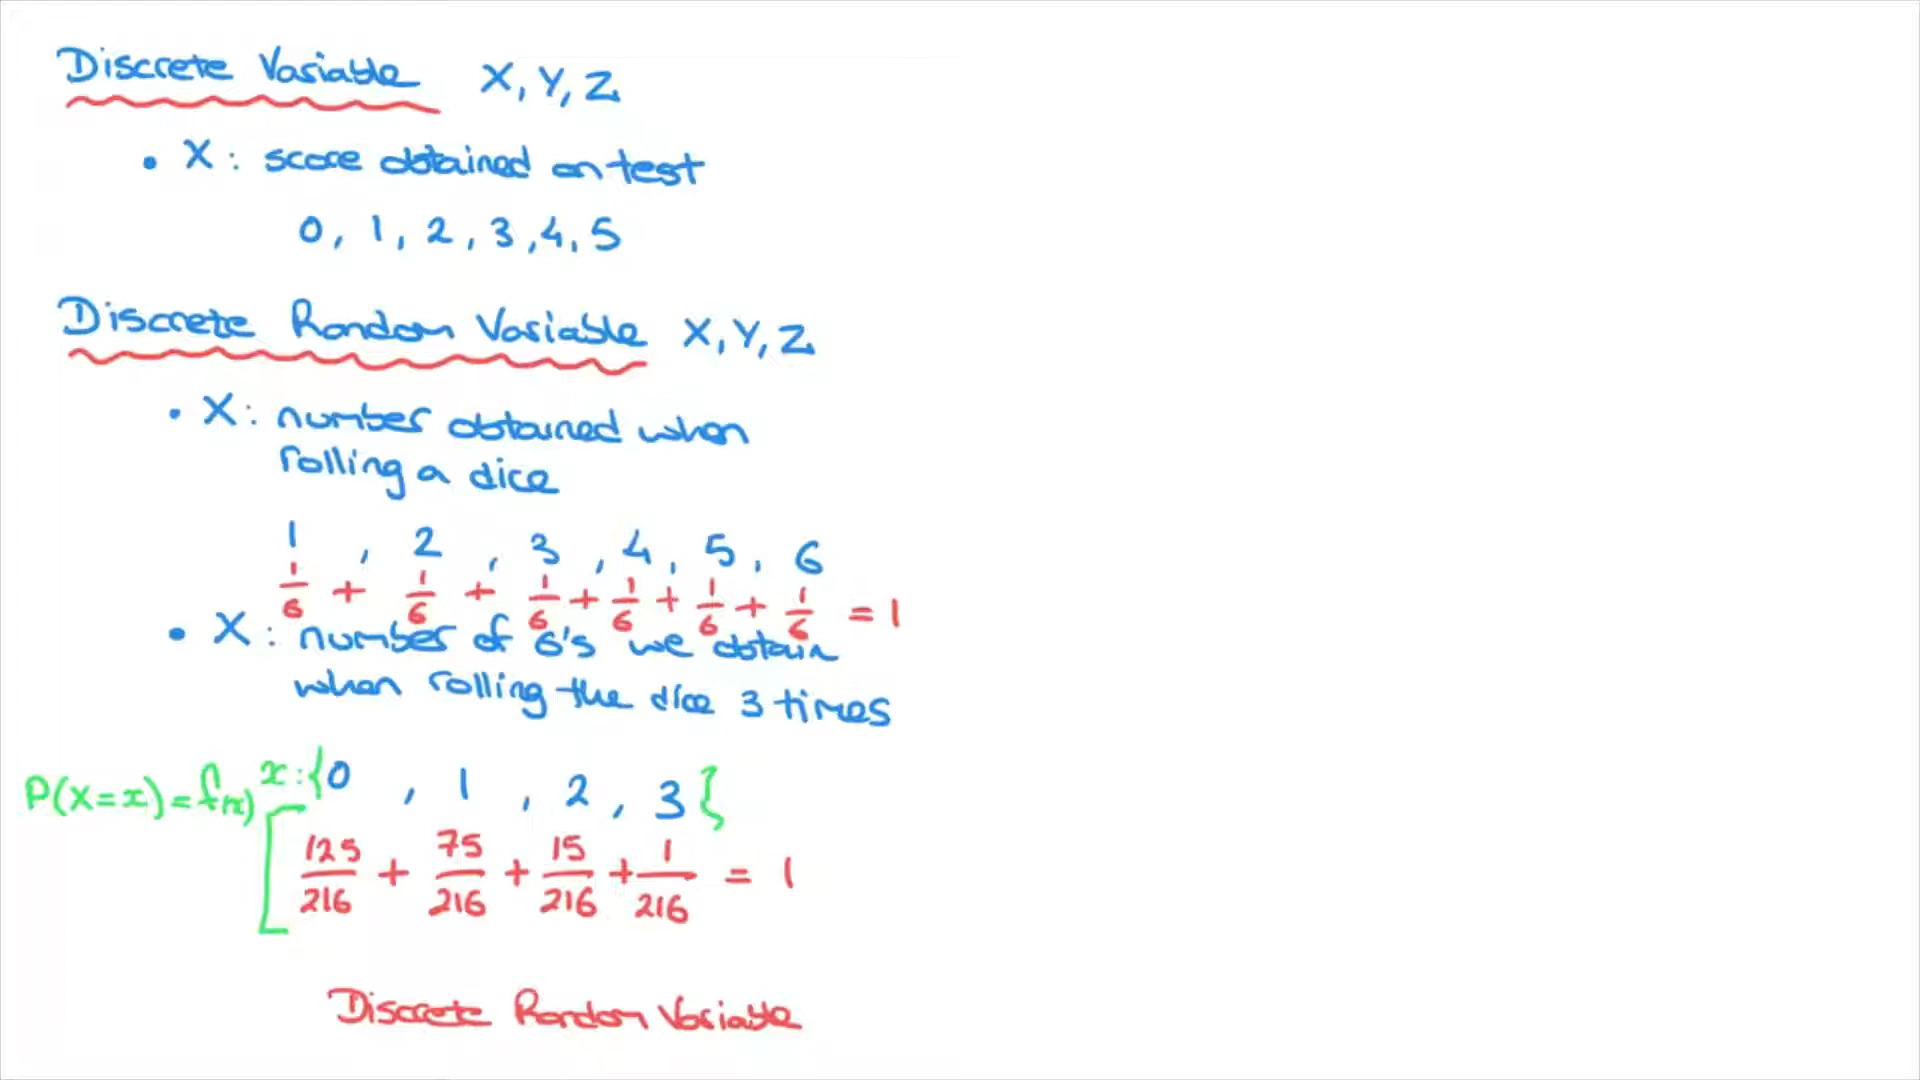 Discrete Variable X, Y, Z
• X: score obtained on test
0, 1, 2, 3, 4, 5
Discrete Random Variable X, Y, Z
• X: number obtained when
rolling a dice
1, 2, 3, 4, 5, 6
1/6 + 1/6 + 1/6 + 1/6 + 1/6 + 1/6 = 1
• X: number of 6's we obtain
when rolling the dice 3 times
P(X=x)=f(x) x:{0, 1, 2, 3}
125/216 + 75/216 + 15/216 + 1/216 = 1
Discrete Random Variable